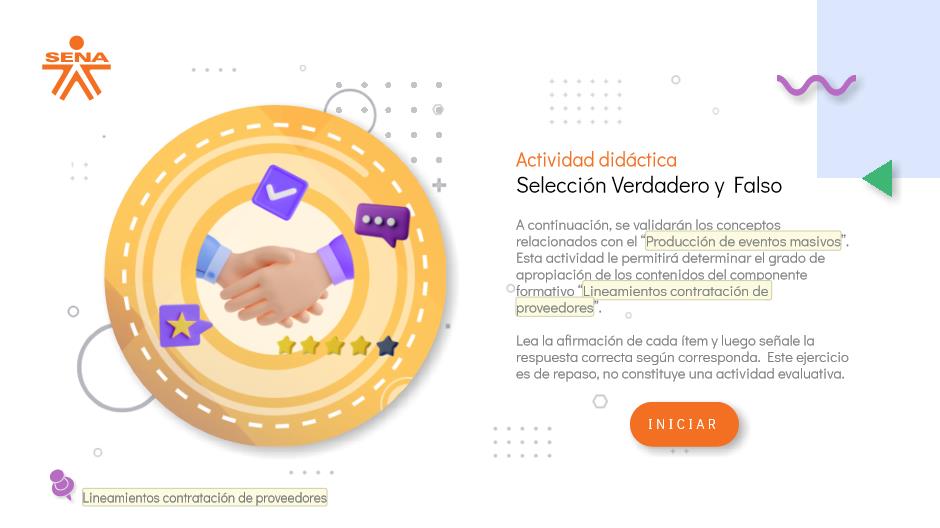 SENA
Actividad didáctica
Selección Verdadero y Falso
A continuación, se validarán los conceptos
relacionados con el “Producción de eventos masivos”.
Esta actividad le permitirá determinar el grado de
apropiación de los contenidos del componente
formativo “Lineamientos contratación de
proveedores”.
Lea la afirmación de cada ítem y luego señale la
respuesta correcta según corresponda. Este ejercicio
es de repaso, no constituye una actividad evaluativa.
INICIAR
Lineamientos contratación de proveedores